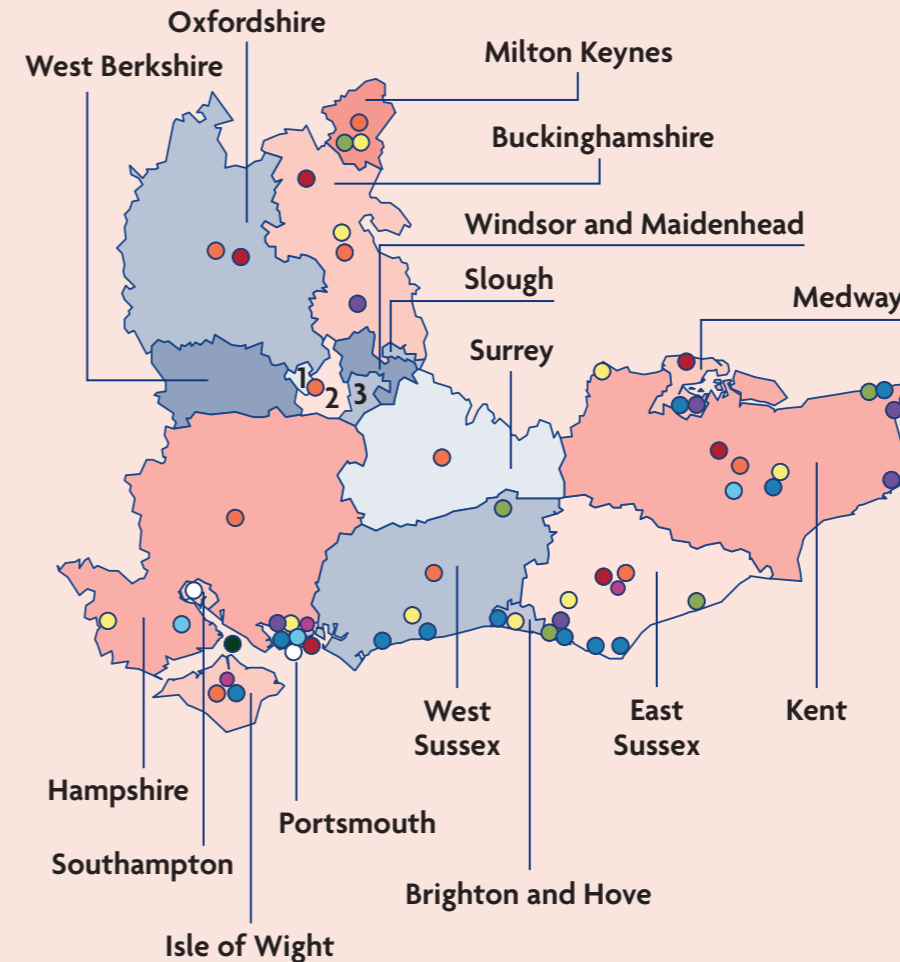 Oxfordshire
West Berkshire
Milton Keynes
Buckinghamshire
Windsor and Maidenhead
Slough
Medway
Surrey
1
2
3
West
Sussex
East
Sussex
Kent
Hampshire
Portsmouth
Southampton
Brighton and Hove
Isle of Wight